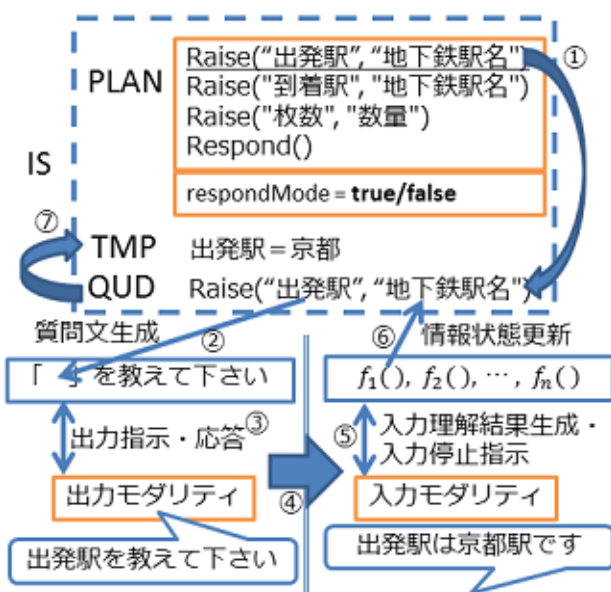 PLAN
Raise(“出発駅”, “地下鉄駅名")
Raise("到着駅", "地下鉄駅名")
Raise("枚数", "数量")
Respond()
①
IS
respondMode = true/false
⑦
TMP 出発駅＝京都
QUD Raise(“出発駅”, “地下鉄駅名")
質問文生成
②
⑥
情報状態更新
「　」を教えて下さい
f₁(), f₂(), ⋯, fₙ()
出力指示・応答③
④
⑤
入力理解結果生成・
入力停止指示
出力モダリティ
入力モダリティ
出発駅を教えて下さい
出発駅は京都駅です